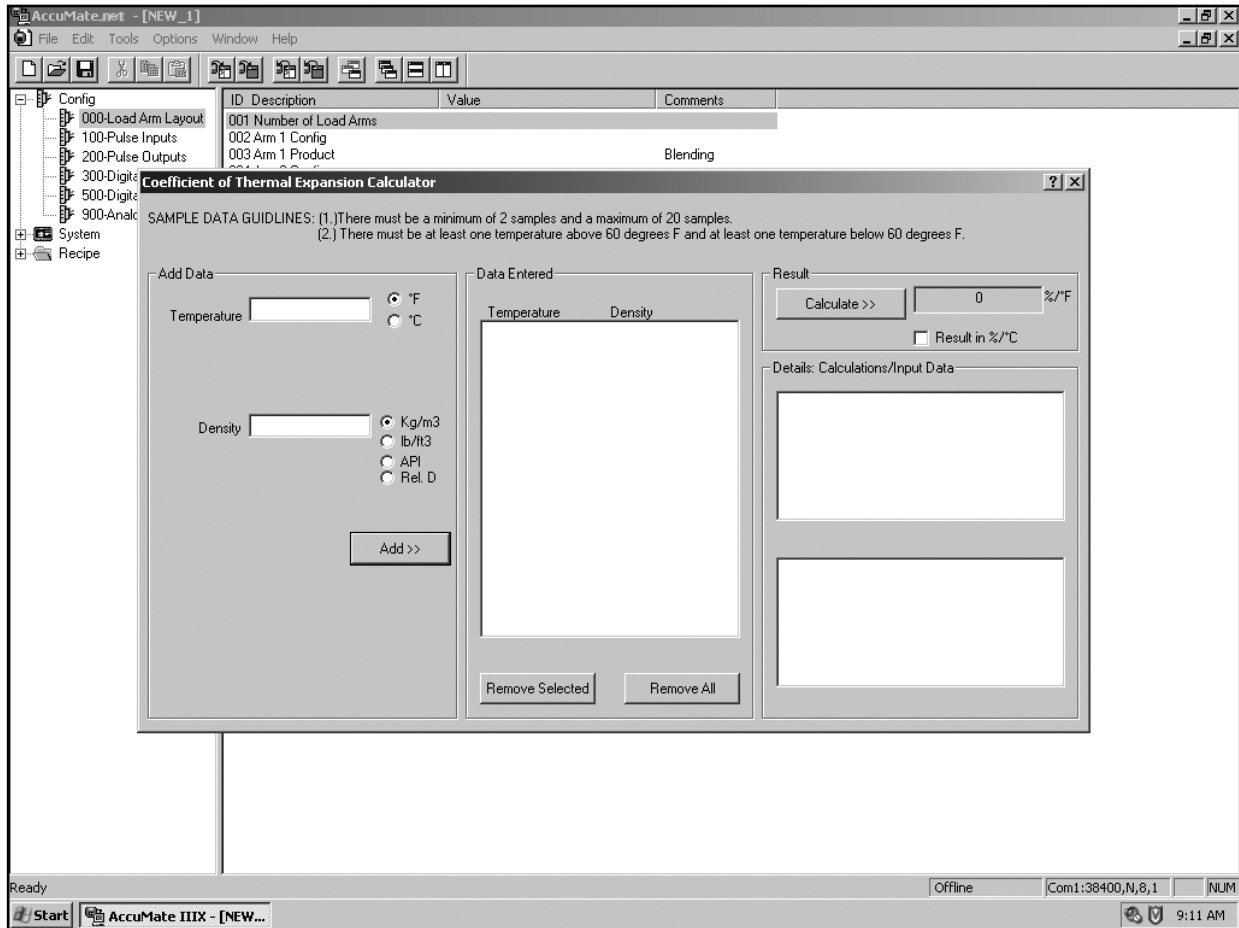 AccuMate.net - [NEW_1]
File Edit Tools Options Window Help
Config
000-Load Arm Layout
100-Pulse Inputs
200-Pulse Outputs
300-Digita
500-Digita
900-Analo
System
Recipe
ID Description Value Comments
001 Number of Load Arms
002 Arm 1 Config
003 Arm 1 Product Blending
Coefficient of Thermal Expansion Calculator
SAMPLE DATA GUIDLINES: (1.)There must be a minimum of 2 samples and a maximum of 20 samples.
(2.) There must be at least one temperature above 60 degrees F and at least one temperature below 60 degrees F.
Add Data
Temperature
°F
°C
Density
Kg/m3
lb/ft3
API
Rel. D
Add >>
Data Entered
Temperature Density
Remove Selected Remove All
Result
Calculate >> 0 %/°F
Result in %/°C
Details: Calculations/Input Data
Ready Offline Com1:38400,N,8,1 NUM
Start AccuMate IIIX - [NEW... 9:11 AM